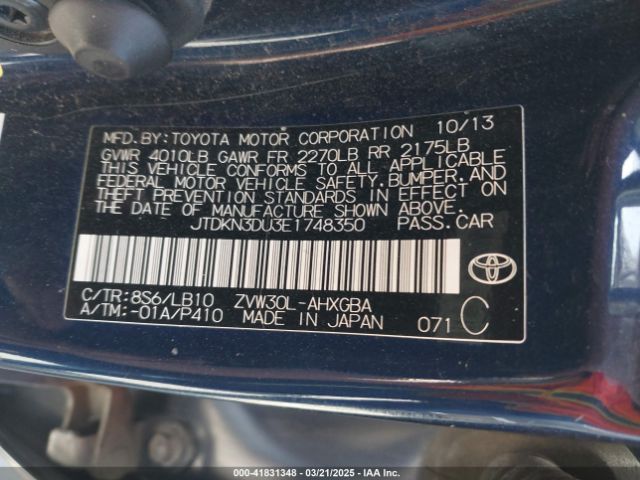 MFD.BY:TOYOTA MOTOR CORPORATION 10/13
GVWR 4010LB GAWR FR 2270LB RR 2175LB
THIS VEHICLE CONFORMS TO ALL APPLICABLE
FEDERAL MOTOR VEHICLE SAFETY,BUMPER,AND
THEFT PREVENTION STANDARDS IN EFFECT ON
THE DATE OF MANUFACTURE SHOWN ABOVE.
JTDKN3DU3E1748350 PASS.CAR
C/TR:8S6/LB10 ZVW30L-AHXGBA
A/TM:-01A/P410 MADE IN JAPAN 071 C
000-41831348 - 03/21/2025 - IAA Inc.